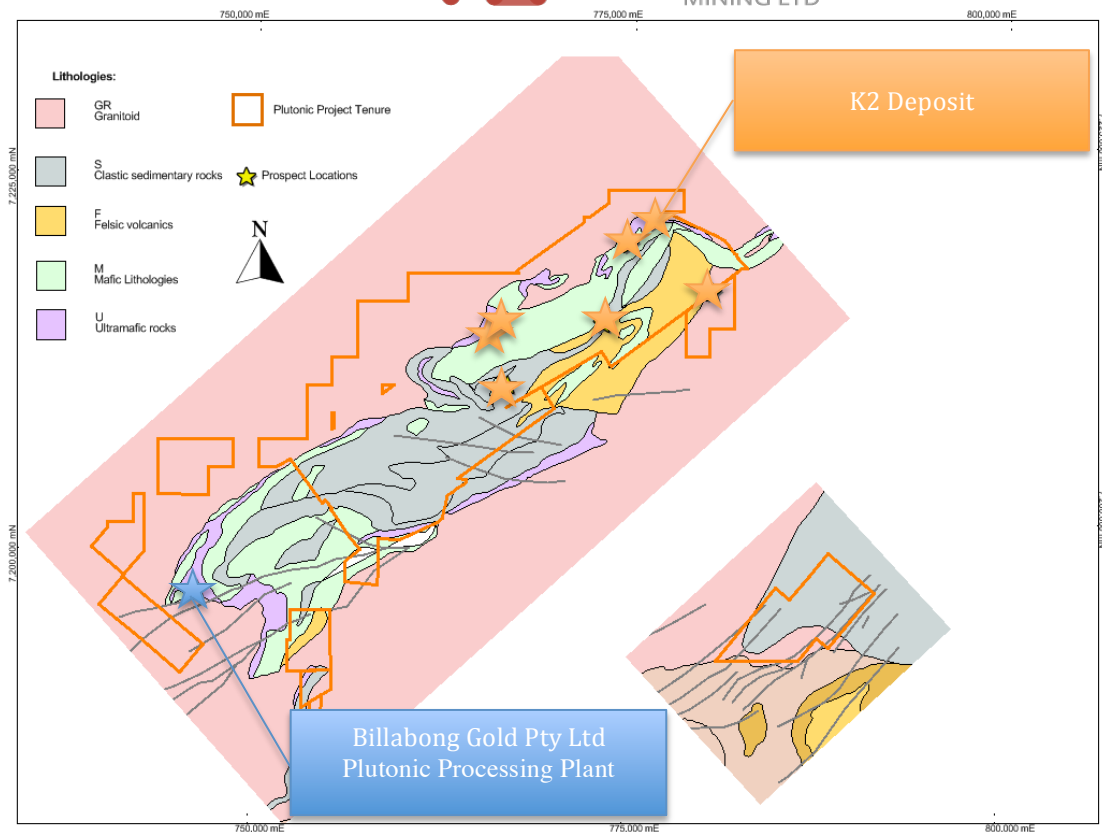 MINING LTD
750,000 mE
775,000 mE
800,000 mE
Lithologies:
GR
Granitoid
Plutonic Project Tenure
S
Clastic sedimentary rocks
Prospect Locations
F
Felsic volcanics
N
M
Mafic Lithologies
U
Ultramafic rocks
K2 Deposit
7,225,000 mN
7,200,000 mN
Billabong Gold Pty Ltd
Plutonic Processing Plant
750,000 mE
775,000 mE
800,000 mE